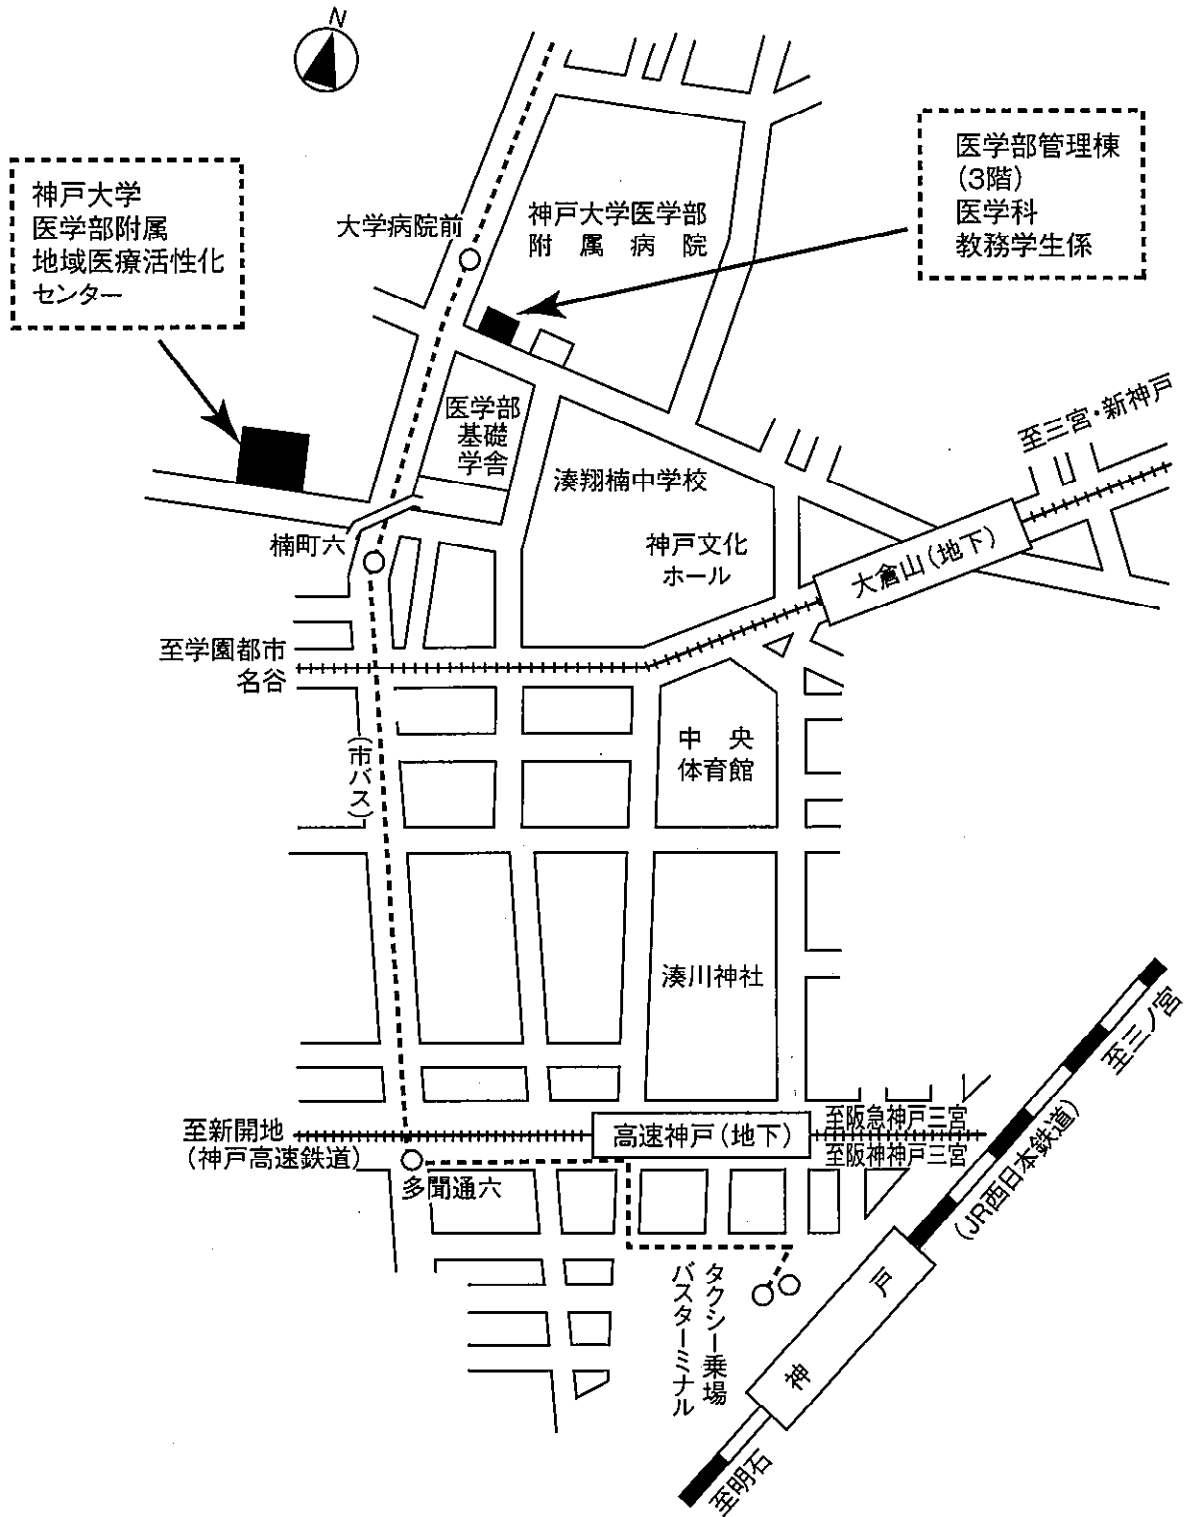 N
医学部管理棟
(3階)
医学科
教務学生係
神戸大学
医学部附属
地域医療活性化
センター
大学病院前
神戸大学医学部
附属病院
医学部
基礎
学舎
至三宮・新神戸
湊翔楠中学校
楠町六
神戸文化
ホール
大倉山(地下)
至学園都市
名谷
(市バス)
中央
体育館
湊川神社
至三ノ宮
(JR西日本鉄道)
至新開地
(神戸高速鉄道)
高速神戸(地下)
至阪急神戸三宮
至阪神神戸三宮
多聞通六
タクシー乗場
バスターミナル
神戸
至明石